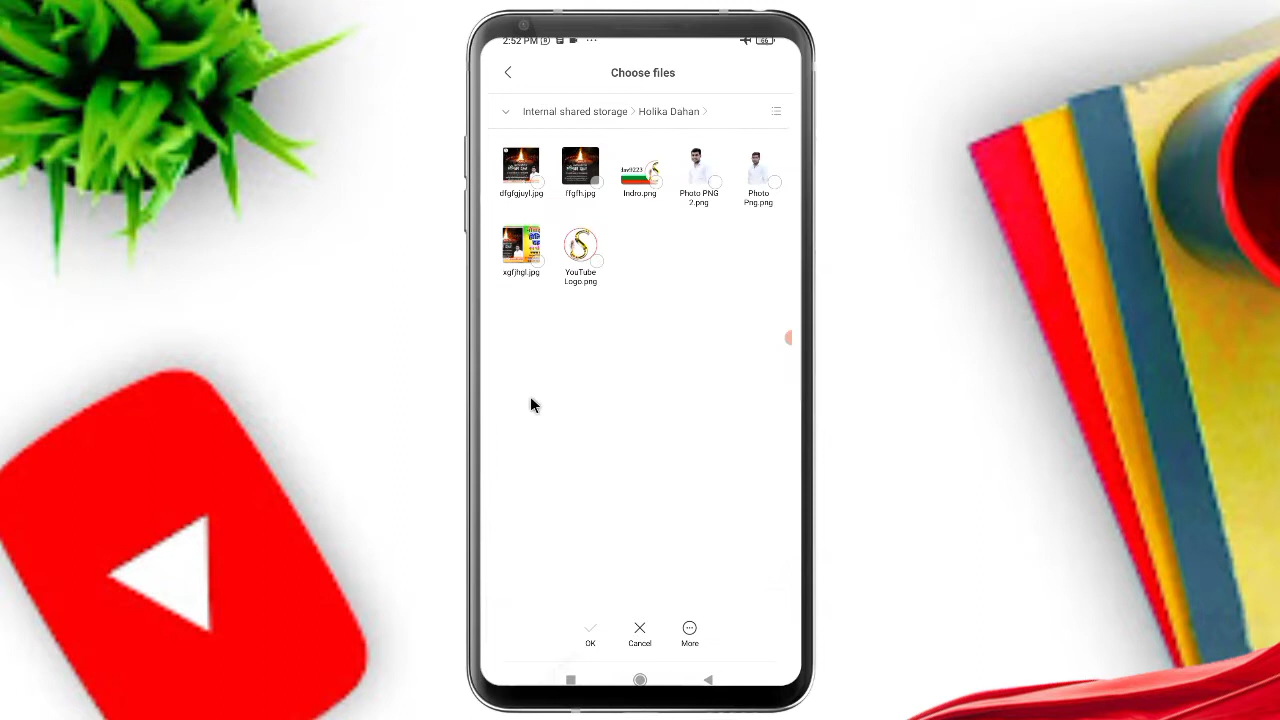 2:52 PM
66
Choose files
Internal shared storage
Holika Dahan
dfgfgjuyl.jpg
ffgfh.jpg
Indro.png
Photo PNG
2.png
Photo
Png.png
xgfjhgl.jpg
YouTube
Logo.png
OK
Cancel
More